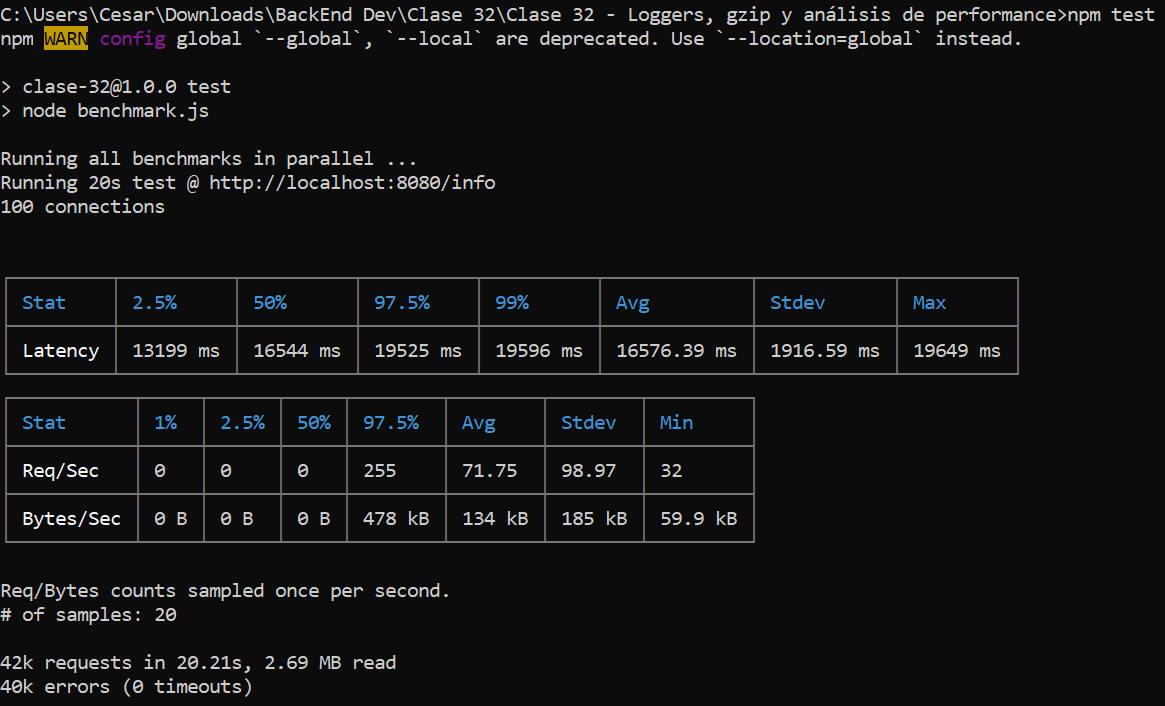 C:\Users\Cesar\Downloads\BackEnd Dev\Clase 32\Clase 32 - Loggers, gzip y análisis de performance>npm test
npm WARN config global `--global`, `--local` are deprecated. Use `--location=global` instead.
> clase-32@1.0.0 test
> node benchmark.js
Running all benchmarks in parallel ...
Running 20s test @ http://localhost:8080/info
100 connections
Stat 2.5% 50% 97.5% 99% Avg Stdev Max
Latency 13199 ms 16544 ms 19525 ms 19596 ms 16576.39 ms 1916.59 ms 19649 ms
Stat 1% 2.5% 50% 97.5% Avg Stdev Min
Req/Sec 0 0 0 255 71.75 98.97 32
Bytes/Sec 0 B 0 B 0 B 478 kB 134 kB 185 kB 59.9 kB
Req/Bytes counts sampled once per second.
# of samples: 20
42k requests in 20.21s, 2.69 MB read
40k errors (0 timeouts)